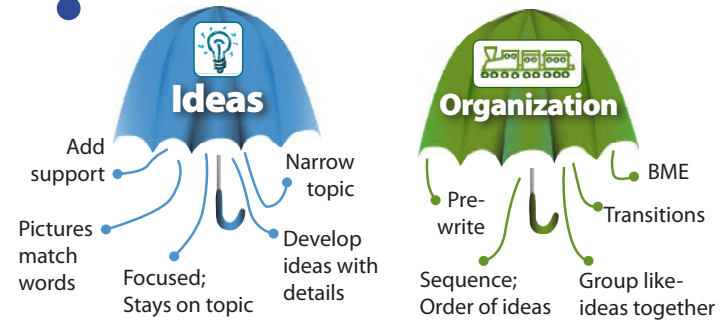 Ideas
Add
support
Pictures
match
words
Focused;
Stays on topic
Develop
ideas with
details
Narrow
topic
Organization
Pre-
write
Sequence;
Order of ideas
Group like-
ideas together
Transitions
BME